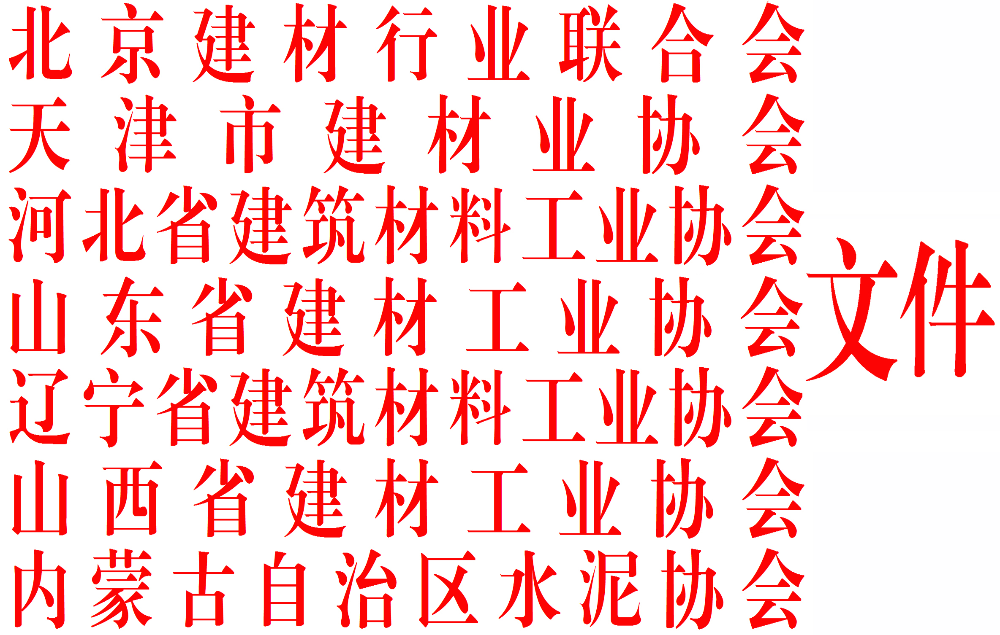 北京建材行业联合会
天津市建材业协会
河北省建筑材料工业协会
山东省建材工业协会
辽宁省建筑材料工业协会
山西省建材工业协会
内蒙古自治区水泥协会
文件